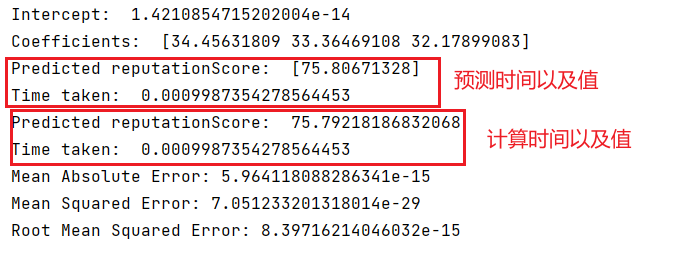 Intercept:  1.4210854715202004e-14
Coefficients:  [34.45631809 33.36469108 32.17899083]
Predicted reputationScore:  [75.80671328]
预测时间以及值
Time taken:  0.0009987354278564453
Predicted reputationScore:  75.79218186832068
计算时间以及值
Time taken:  0.0009987354278564453
Mean Absolute Error: 5.964118088286341e-15
Mean Squared Error: 7.051233201318014e-29
Root Mean Squared Error: 8.39716214046032e-15